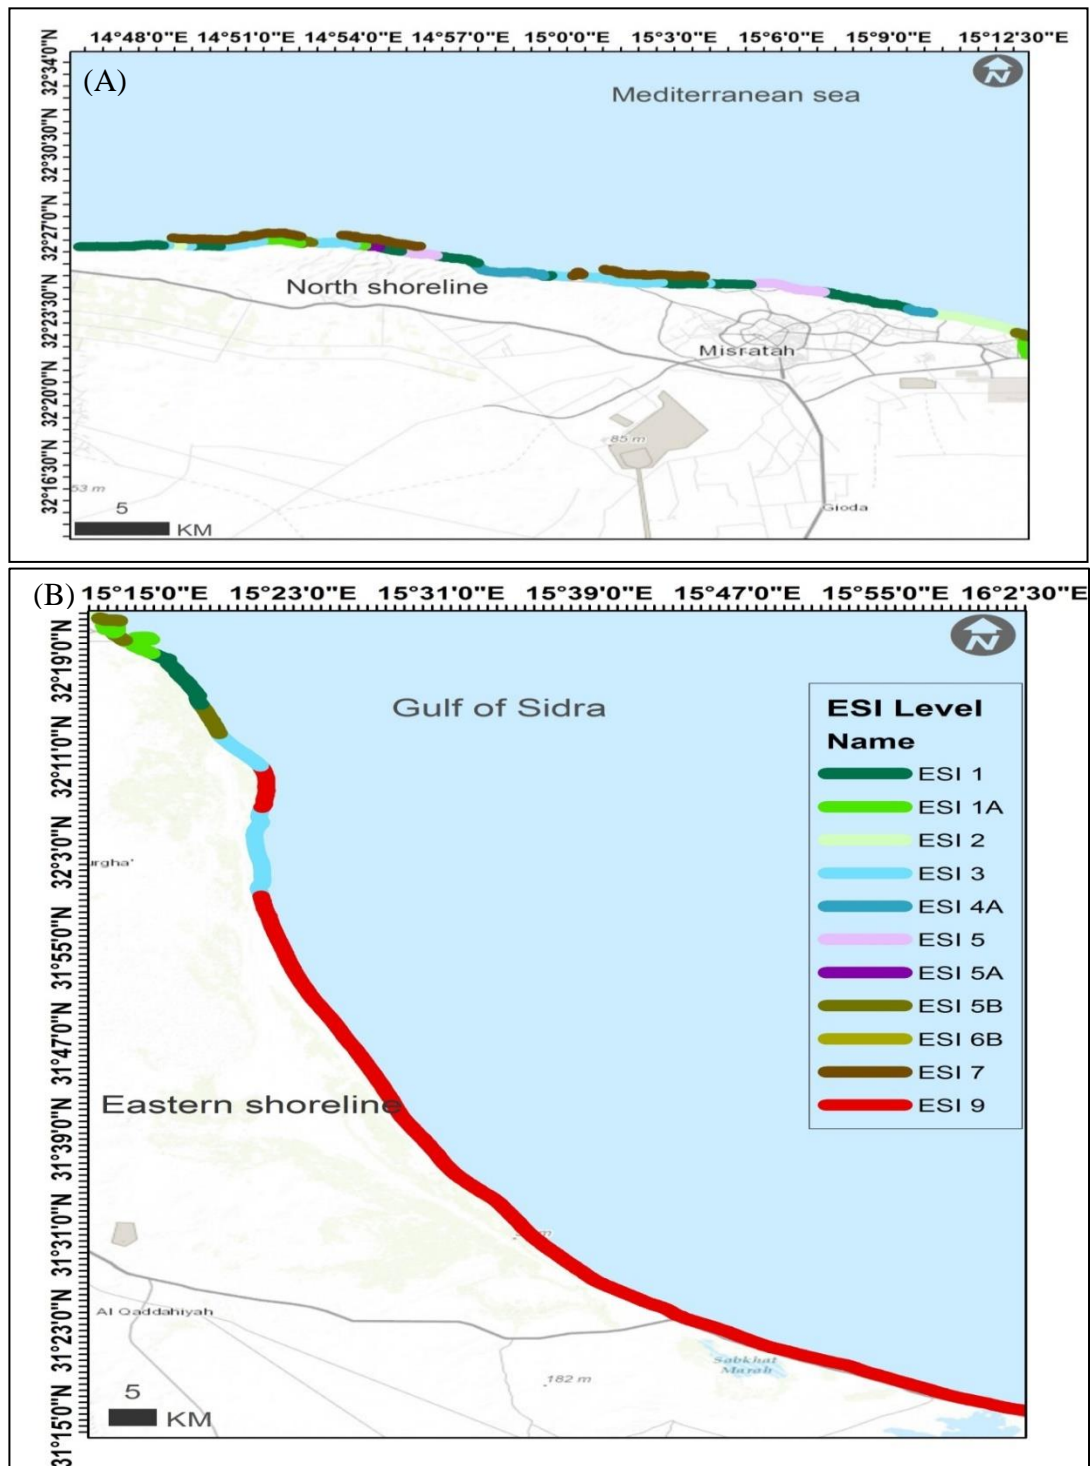 14°48'0"E 14°51'0"E 14°54'0"E 14°57'0"E 15°0'0"E 15°3'0"E 15°6'0"E 15°9'0"E 15°12'30"E
(A)
N
Mediterranean sea
32°34'0"N
32°30'30"N
32°27'0"N
32°23'30"N
32°20'0"N
32°16'30"N
32°13'0"N
North shoreline
Misratah
85 m
53 m
Gioda
5
KM
(B)
15°15'0"E 15°23'0"E 15°31'0"E 15°39'0"E 15°47'0"E 15°55'0"E 16°2'30"E
N
32°19'0"N
32°11'0"N
32°3'0"N
31°55'0"N
31°47'0"N
31°39'0"N
31°31'0"N
31°23'0"N
31°15'0"N
Gulf of Sidra
ESI Level
Name
ESI 1
ESI 1A
ESI 2
ESI 3
ESI 4A
ESI 5
ESI 5A
ESI 5B
ESI 6B
ESI 7
ESI 9
urgha'
Eastern shoreline
Al Qaddahiyah
Sabkhat
Marah
182 m
5
KM